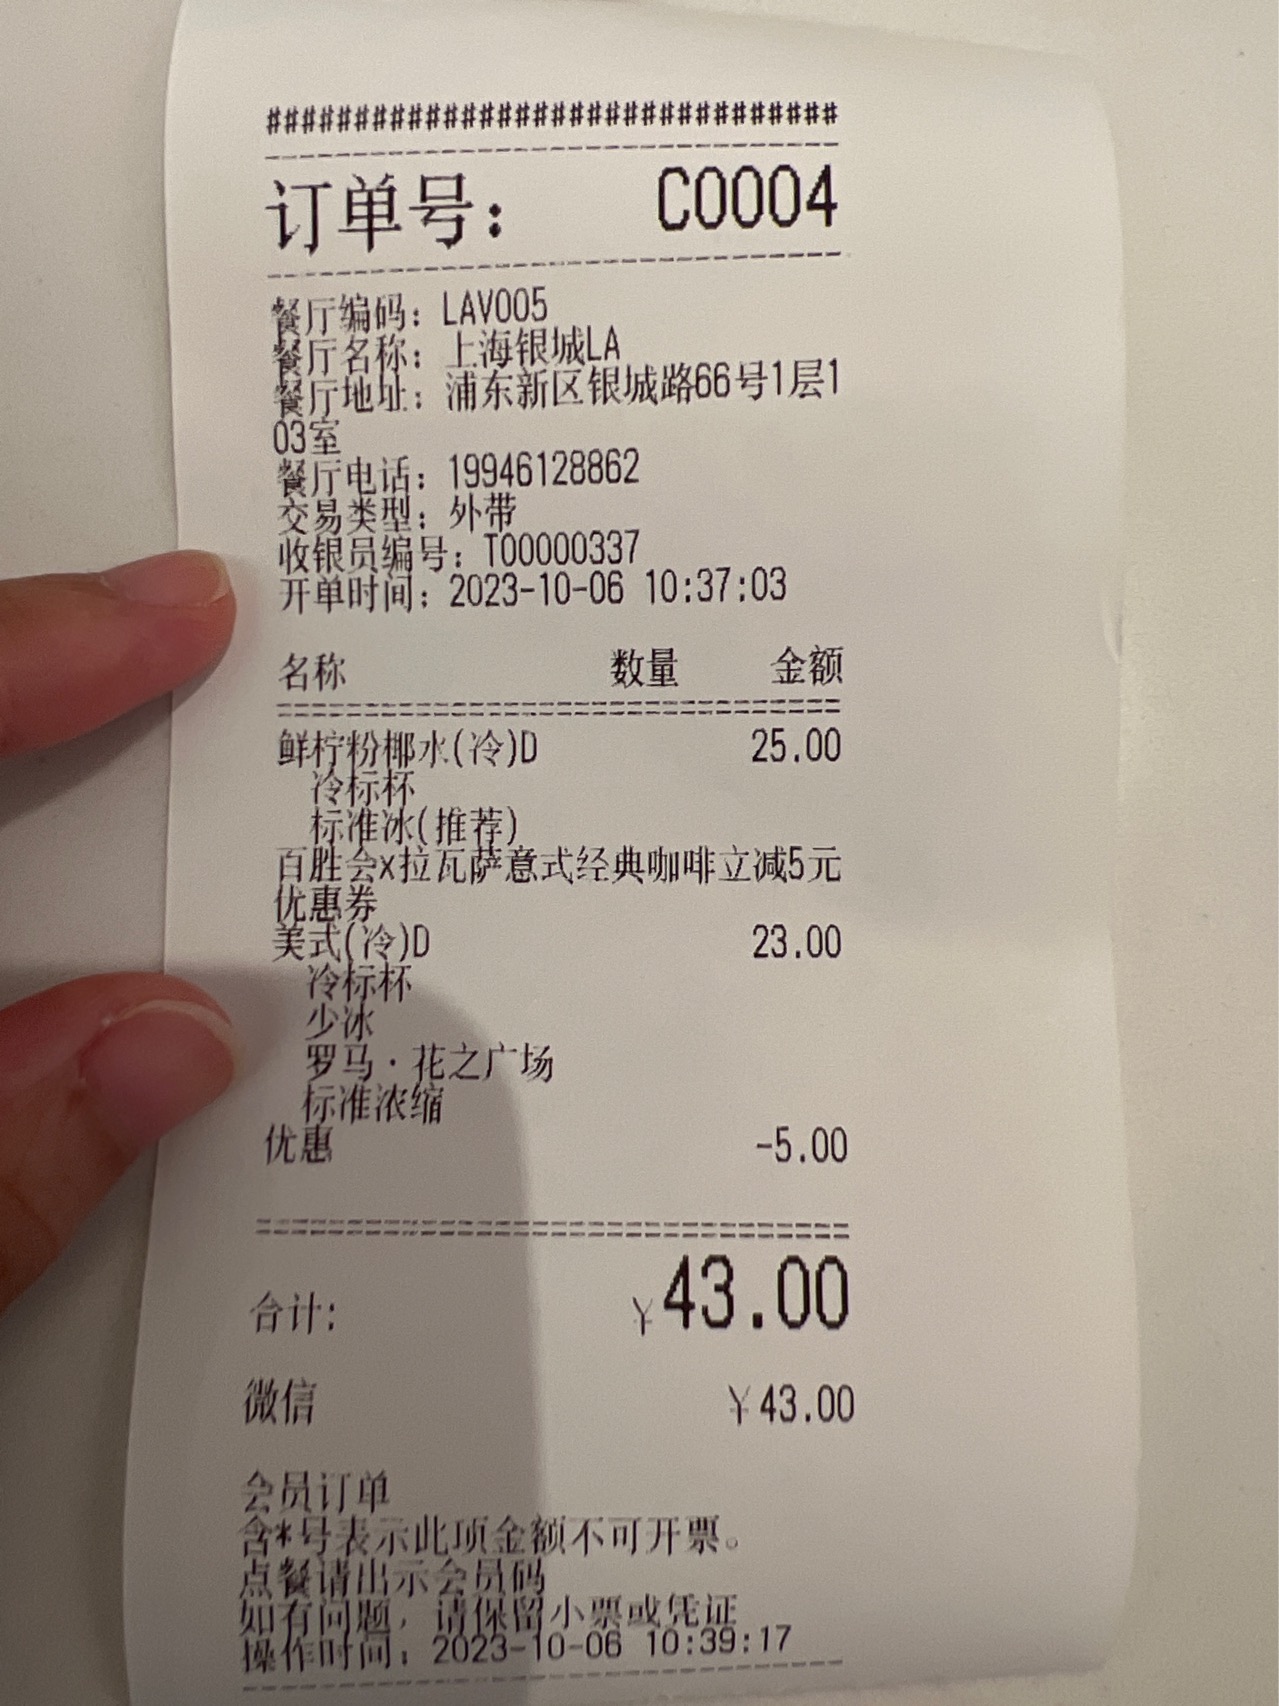 ################################
订单号： C0004
餐厅编码：LAV005
餐厅名称：上海银城LA
餐厅地址：浦东新区银城路66号1层1
03室
餐厅电话：19946128862
交易类型：外带
收银员编号：T00000337
开单时间：2023-10-06 10:37:03
名称 数量 金额
鲜柠粉椰水(冷)D 25.00
冷标杯
标准冰(推荐)
百胜会x拉瓦萨意式经典咖啡立减5元
优惠券
美式(冷)D 23.00
冷标杯
少冰
罗马·花之广场
标准浓缩
优惠 -5.00
合计: ¥43.00
微信 ¥43.00
会员订单
含*号表示此项金额不可开票。
点餐请出示会员码
如有问题，请保留小票或凭证
操作时间：2023-10-06 10:39:17